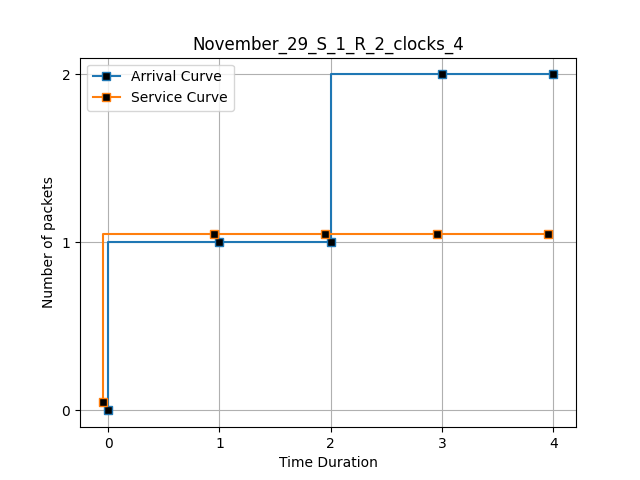 November_29_S_1_R_2_clocks_4
Arrival Curve
Service Curve
Number of packets
2
1
0
0 1 2 3 4
Time Duration